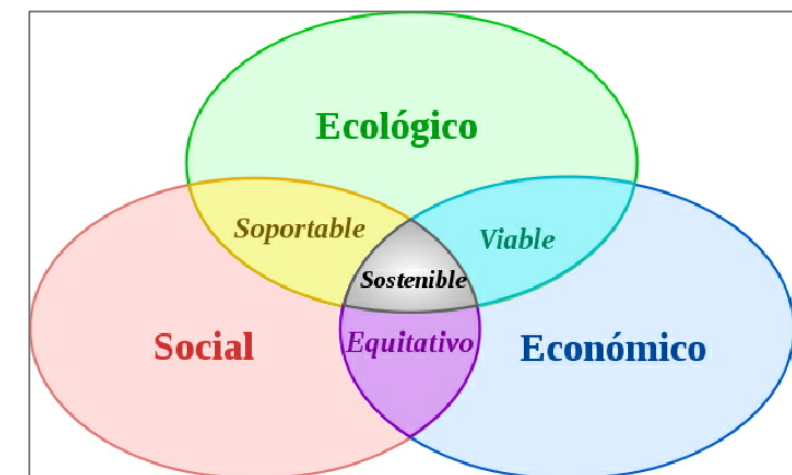 Ecológico
Soportable
Viable
Sostenible
Social
Equitativo
Económico